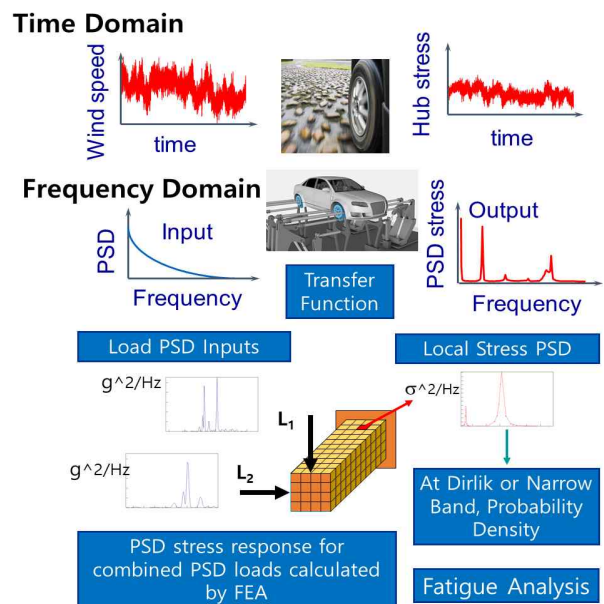 Time Domain
Wind speed
time
Hub stress
time
Frequency Domain
PSD
Input
Frequency
Transfer
Function
PSD stress
Output
Frequency
Load PSD Inputs
Local Stress PSD
g^2/Hz
σ^2/Hz
L1
g^2/Hz
L2
At Dirlik or Narrow
Band, Probability
Density
PSD stress response for
combined PSD loads calculated
by FEA
Fatigue Analysis